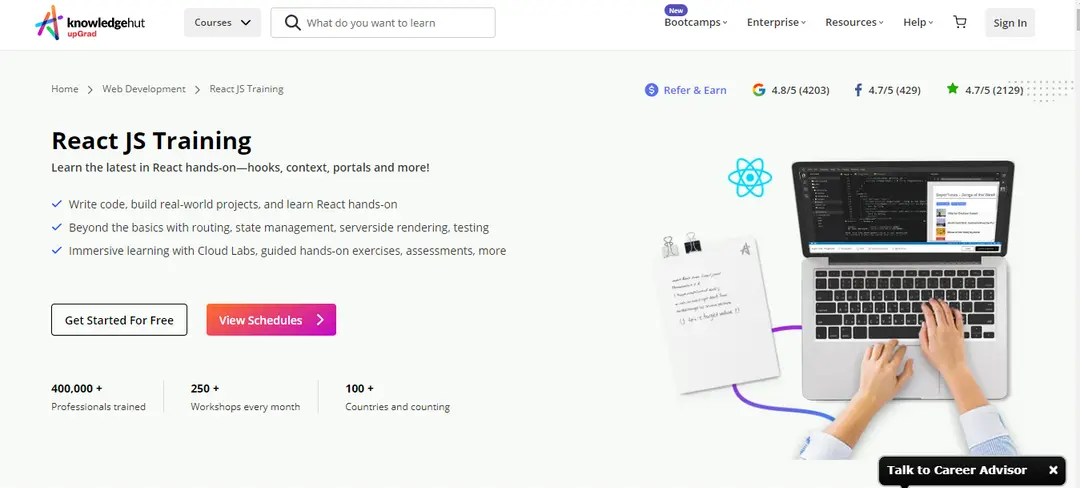 knowledgehut
upGrad
Courses
What do you want to learn
New
Bootcamps
Enterprise
Resources
Help
Sign In
Home > Web Development > React JS Training
Refer & Earn
4.8/5 (4203)
4.7/5 (429)
4.7/5 (2129)
React JS Training
Learn the latest in React hands-on—hooks, context, portals and more!
Write code, build real-world projects, and learn React hands-on
Beyond the basics with routing, state management, serverside rendering, testing
Immersive learning with Cloud Labs, guided hands-on exercises, assessments, more
Get Started For Free
View Schedules
400,000 +
Professionals trained
250 +
Workshops every month
100 +
Countries and counting
Talk to Career Advisor